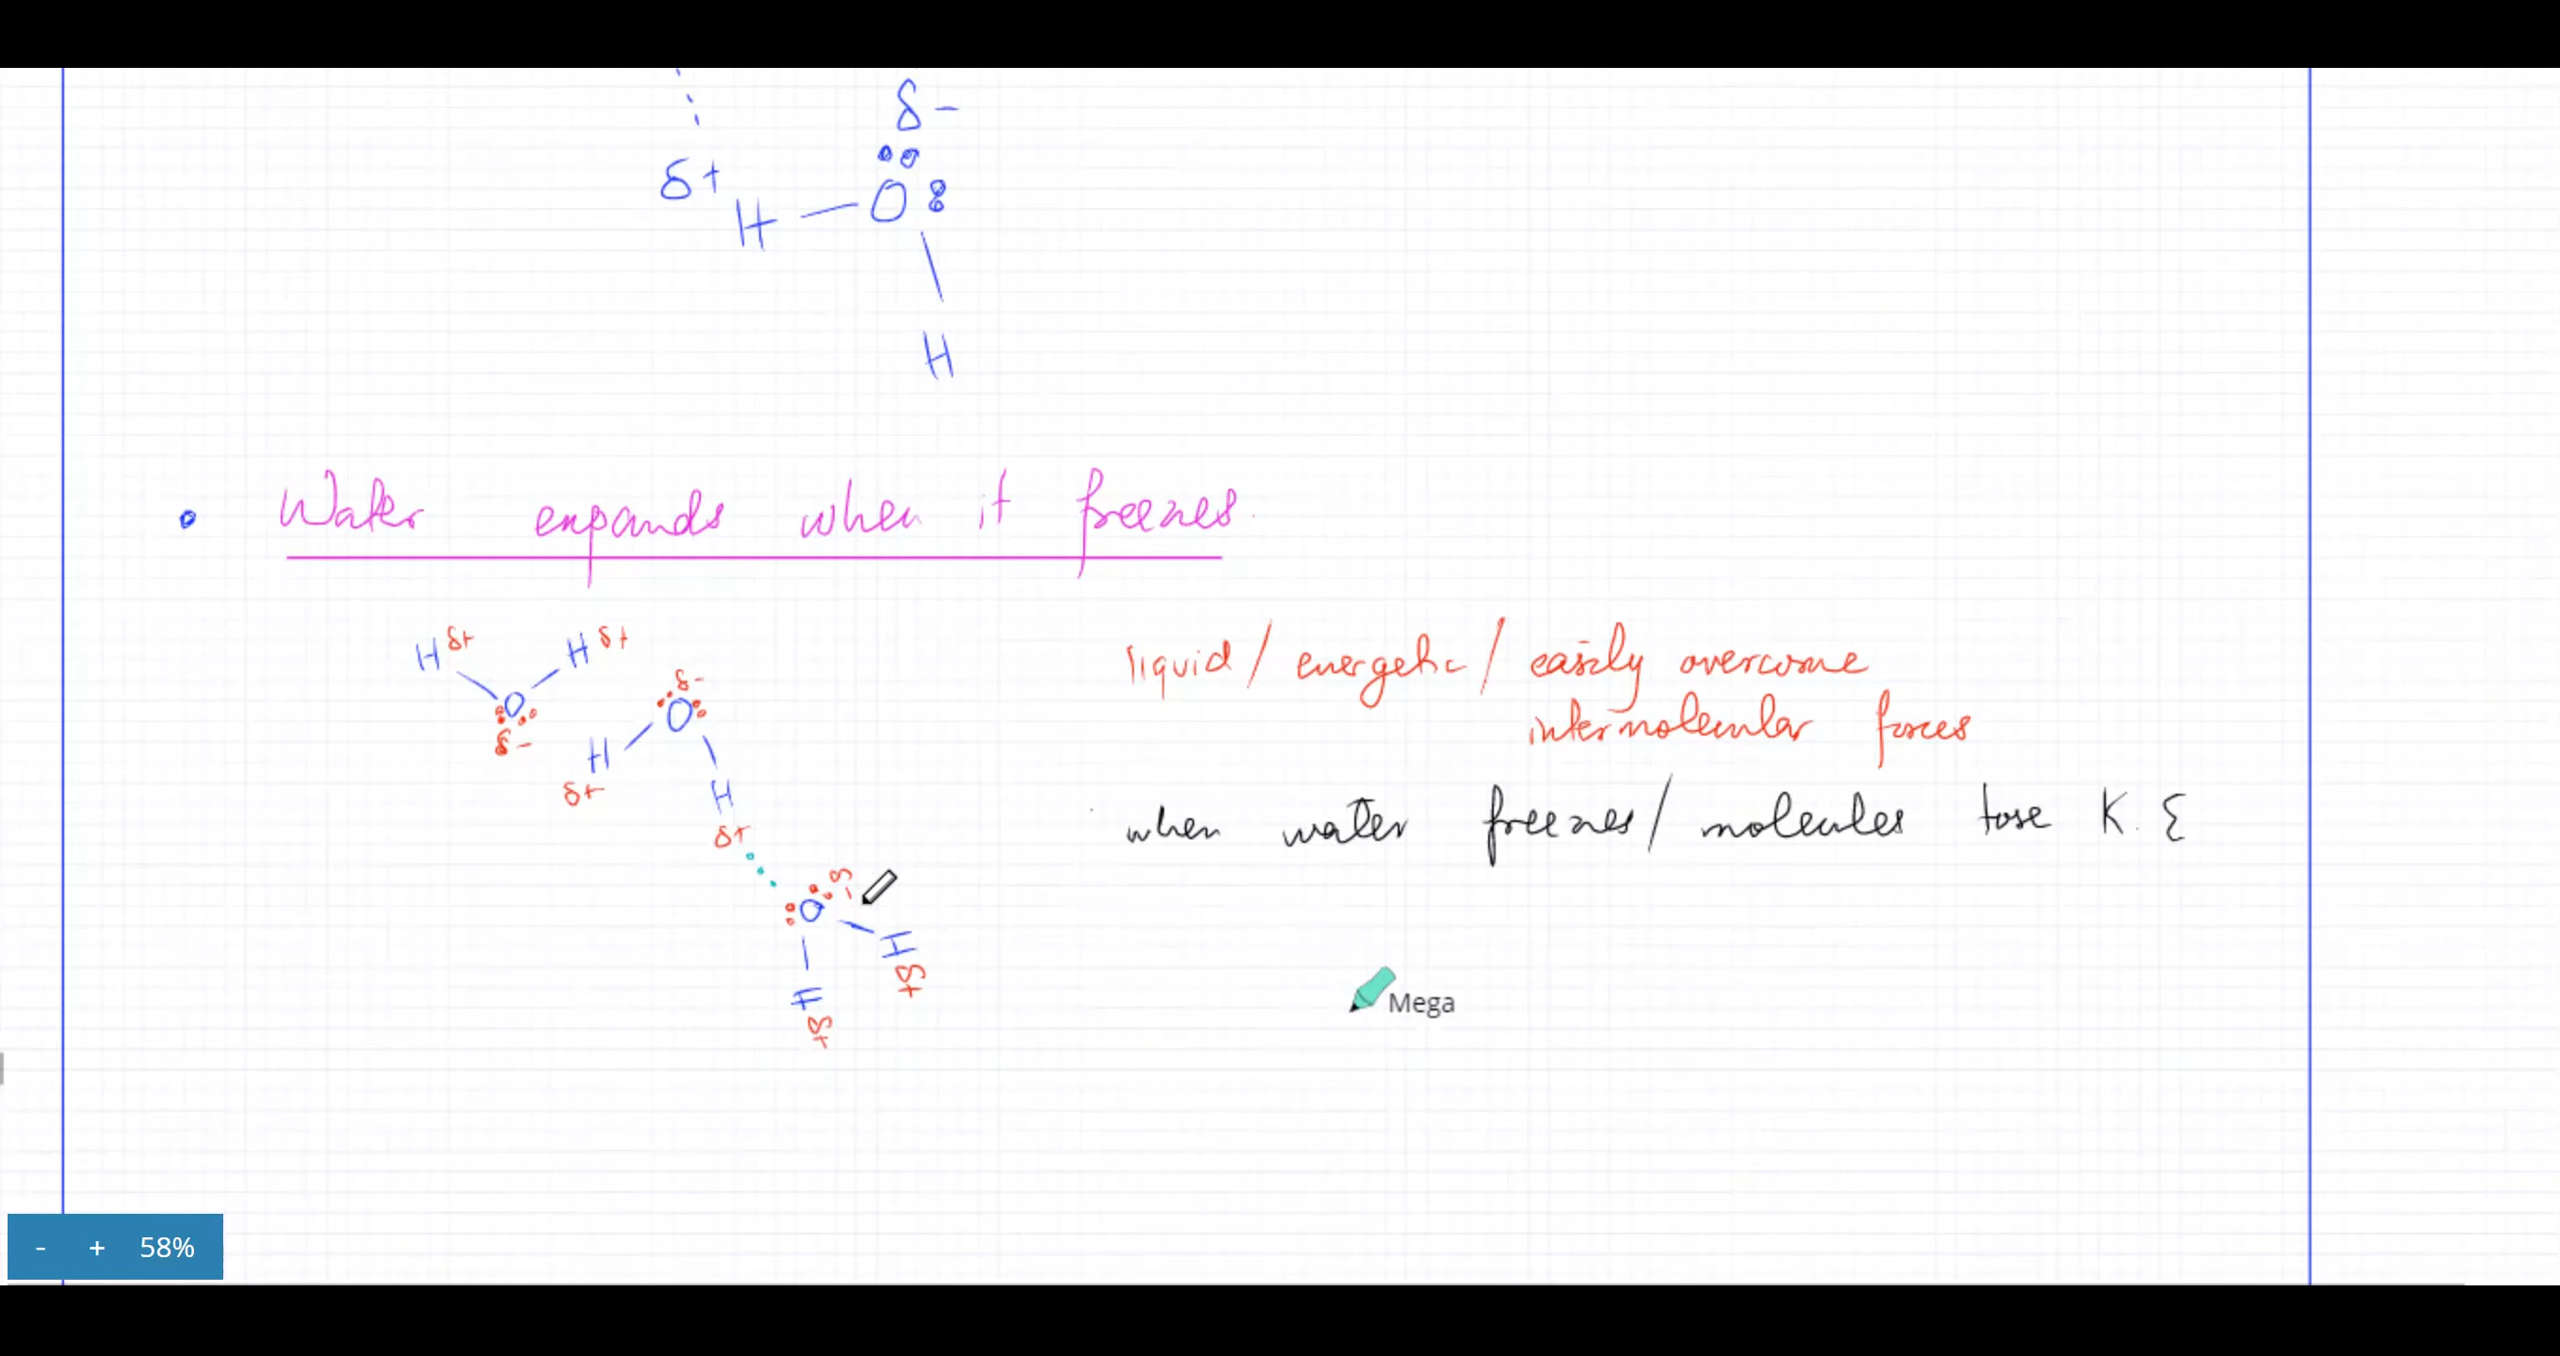 δ-
δ+
H
O
H
Water expands when it freezes.
H δ+ H δ+
O
δ-
δ-
O
H
δ+
H
δ+
δ-
O
H
δ+
H
δ+
liquid / energetic / easily overcome
intermolecular forces
when water freezes / molecules lose K.E
Mega
- + 58%